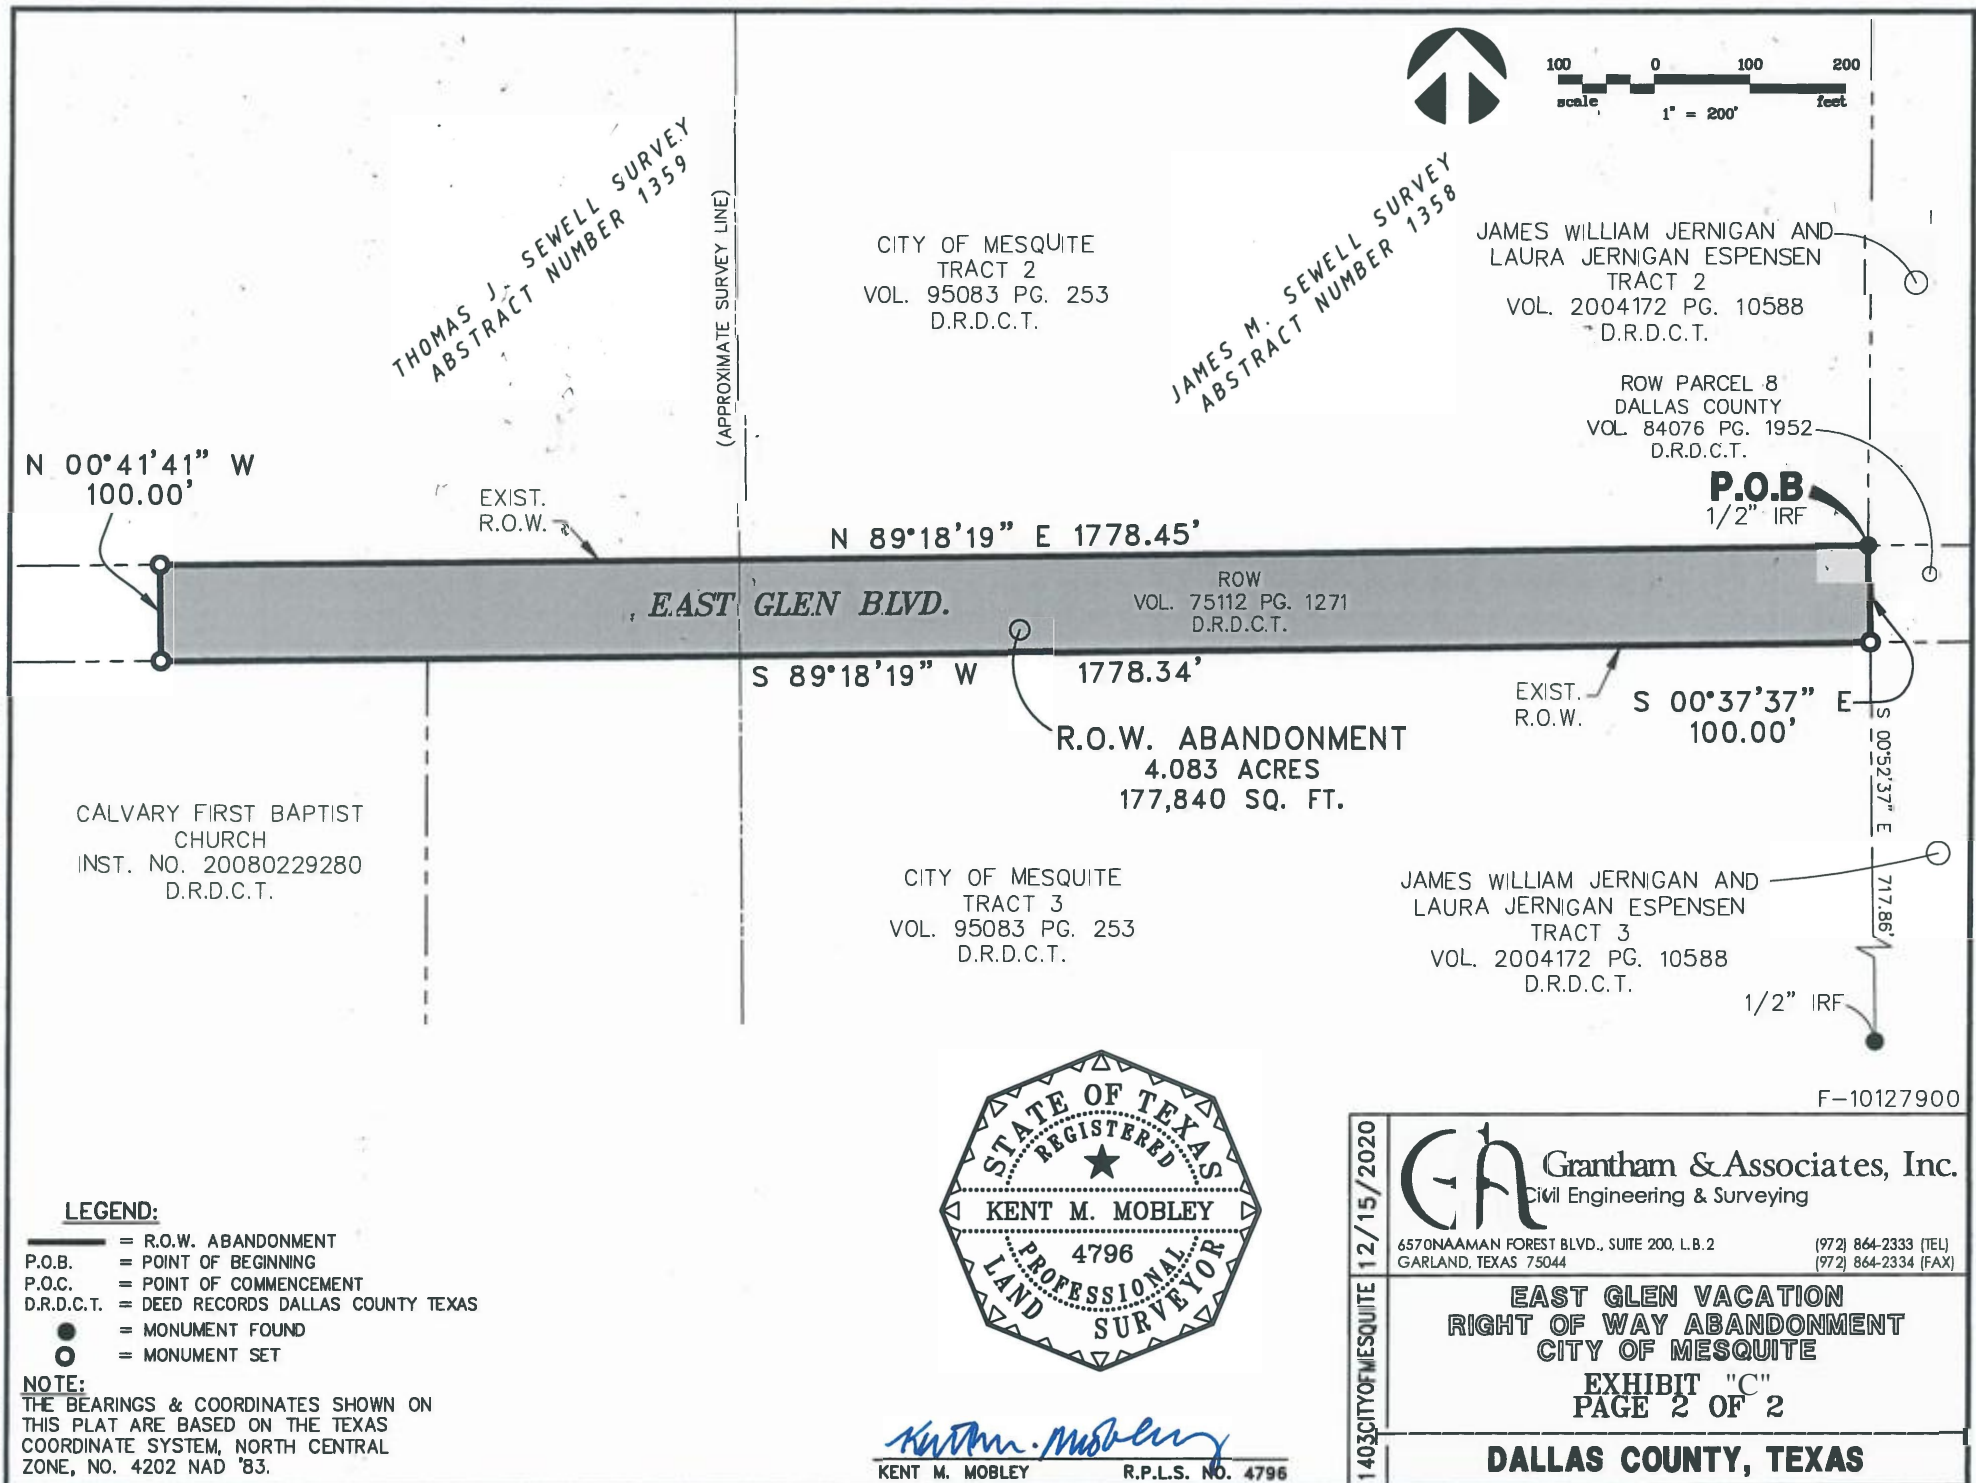 100 0 100 200
scale feet
1" = 200'
THOMAS J. SEWELL SURVEY
ABSTRACT NUMBER 1359
(APPROXIMATE SURVEY LINE)
CITY OF MESQUITE
TRACT 2
VOL. 95083 PG. 253
D.R.D.C.T.
JAMES M. SEWELL SURVEY
ABSTRACT NUMBER 1358
JAMES WILLIAM JERNIGAN AND
LAURA JERNIGAN ESPENSEN
TRACT 2
VOL. 2004172 PG. 10588
D.R.D.C.T.
ROW PARCEL 8
DALLAS COUNTY
VOL. 84076 PG. 1952
D.R.D.C.T.
P.O.B
1/2" IRF
N 00°41'41" W
100.00'
EXIST.
R.O.W.
N 89°18'19" E 1778.45'
EAST GLEN BLVD.
ROW
VOL. 75112 PG. 1271
D.R.D.C.T.
S 89°18'19" W 1778.34'
R.O.W. ABANDONMENT
4.083 ACRES
177,840 SQ. FT.
EXIST.
R.O.W.
S 00°37'37" E
100.00'
S 00°52'37" E 717.86'
CALVARY FIRST BAPTIST
CHURCH
INST. NO. 20080229280
D.R.D.C.T.
CITY OF MESQUITE
TRACT 3
VOL. 95083 PG. 253
D.R.D.C.T.
JAMES WILLIAM JERNIGAN AND
LAURA JERNIGAN ESPENSEN
TRACT 3
VOL. 2004172 PG. 10588
D.R.D.C.T.
1/2" IRF
F-10127900
STATE OF TEXAS
REGISTERED
KENT M. MOBLEY
4796
PROFESSIONAL
LAND SURVEYOR
LEGEND:
= R.O.W. ABANDONMENT
P.O.B. = POINT OF BEGINNING
P.O.C. = POINT OF COMMENCEMENT
D.R.D.C.T. = DEED RECORDS DALLAS COUNTY TEXAS
= MONUMENT FOUND
= MONUMENT SET
NOTE:
THE BEARINGS & COORDINATES SHOWN ON
THIS PLAT ARE BASED ON THE TEXAS
COORDINATE SYSTEM, NORTH CENTRAL
ZONE, NO. 4202 NAD '83.
Kent M. Mobley
KENT M. MOBLEY R.P.L.S. NO. 4796
1403CITYOFMESQUITE 12/15/2020
GA
Grantham & Associates, Inc.
Civil Engineering & Surveying
6570NAAMAN FOREST BLVD., SUITE 200, L.B.2 (972) 864-2333 (TEL)
GARLAND, TEXAS 75044 (972) 864-2334 (FAX)
EAST GLEN VACATION
RIGHT OF WAY ABANDONMENT
CITY OF MESQUITE
EXHIBIT "C"
PAGE 2 OF 2
DALLAS COUNTY, TEXAS